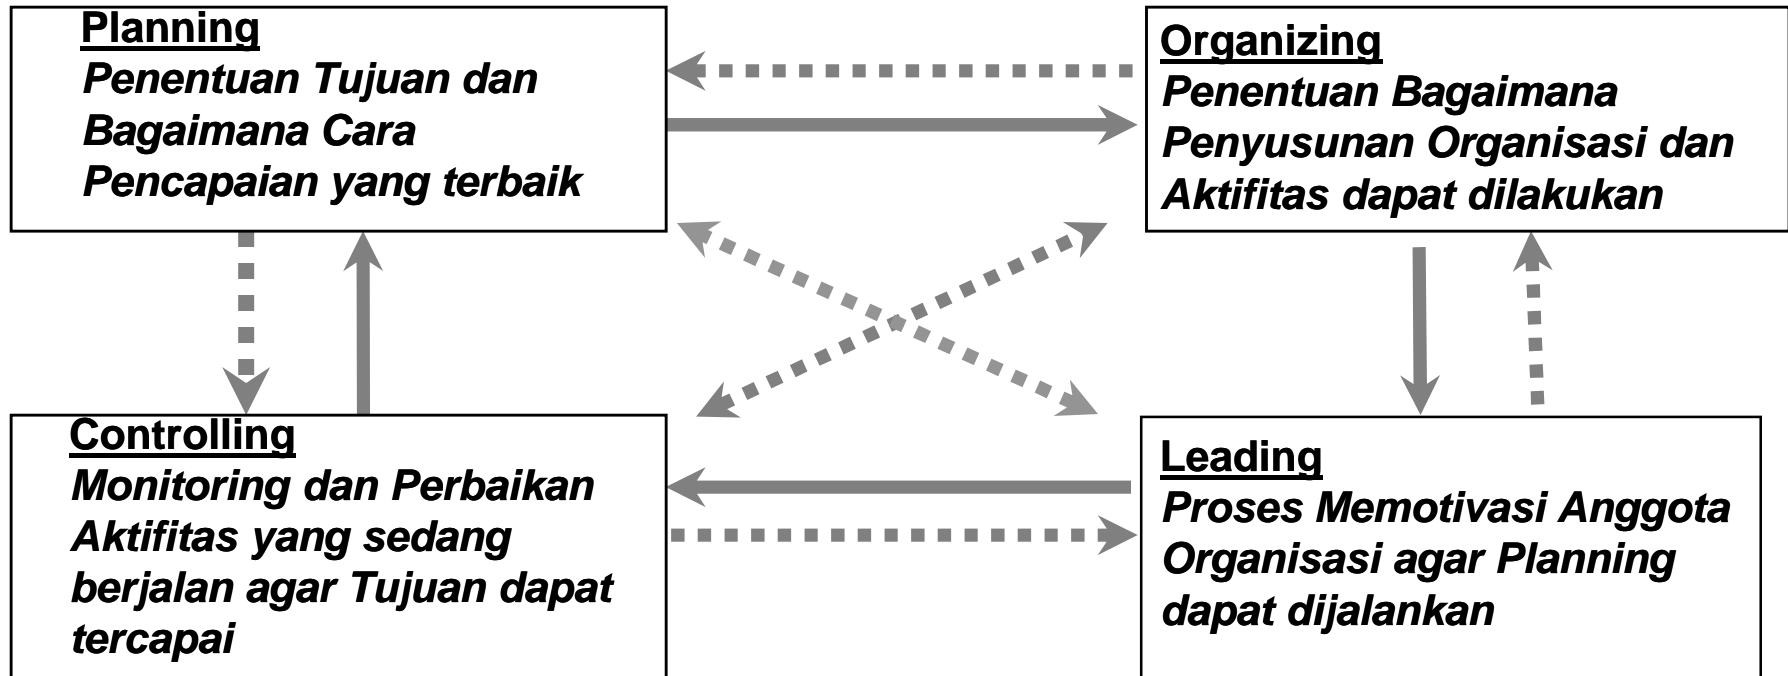 Planning
Penentuan Tujuan dan
Bagaimana Cara
Pencapaian yang terbaik
Organizing
Penentuan Bagaimana
Penyusunan Organisasi dan
Aktifitas dapat dilakukan
Controlling
Monitoring dan Perbaikan
Aktifitas yang sedang
berjalan agar Tujuan dapat
tercapai
Leading
Proses Memotivasi Anggota
Organisasi agar Planning
dapat dijalankan